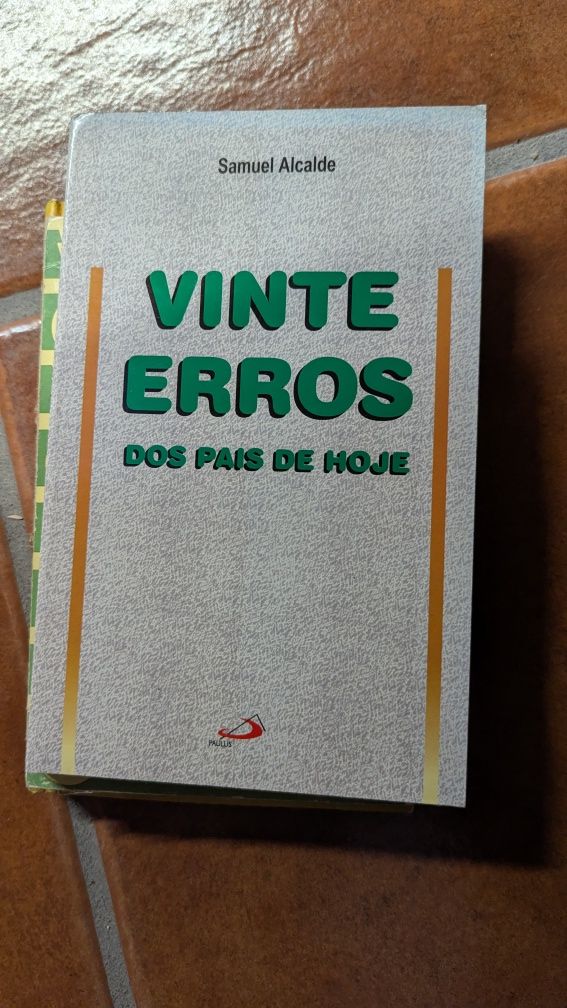 Samuel Alcalde
VINTE
ERROS
DOS PAIS DE HOJE
PAULUS